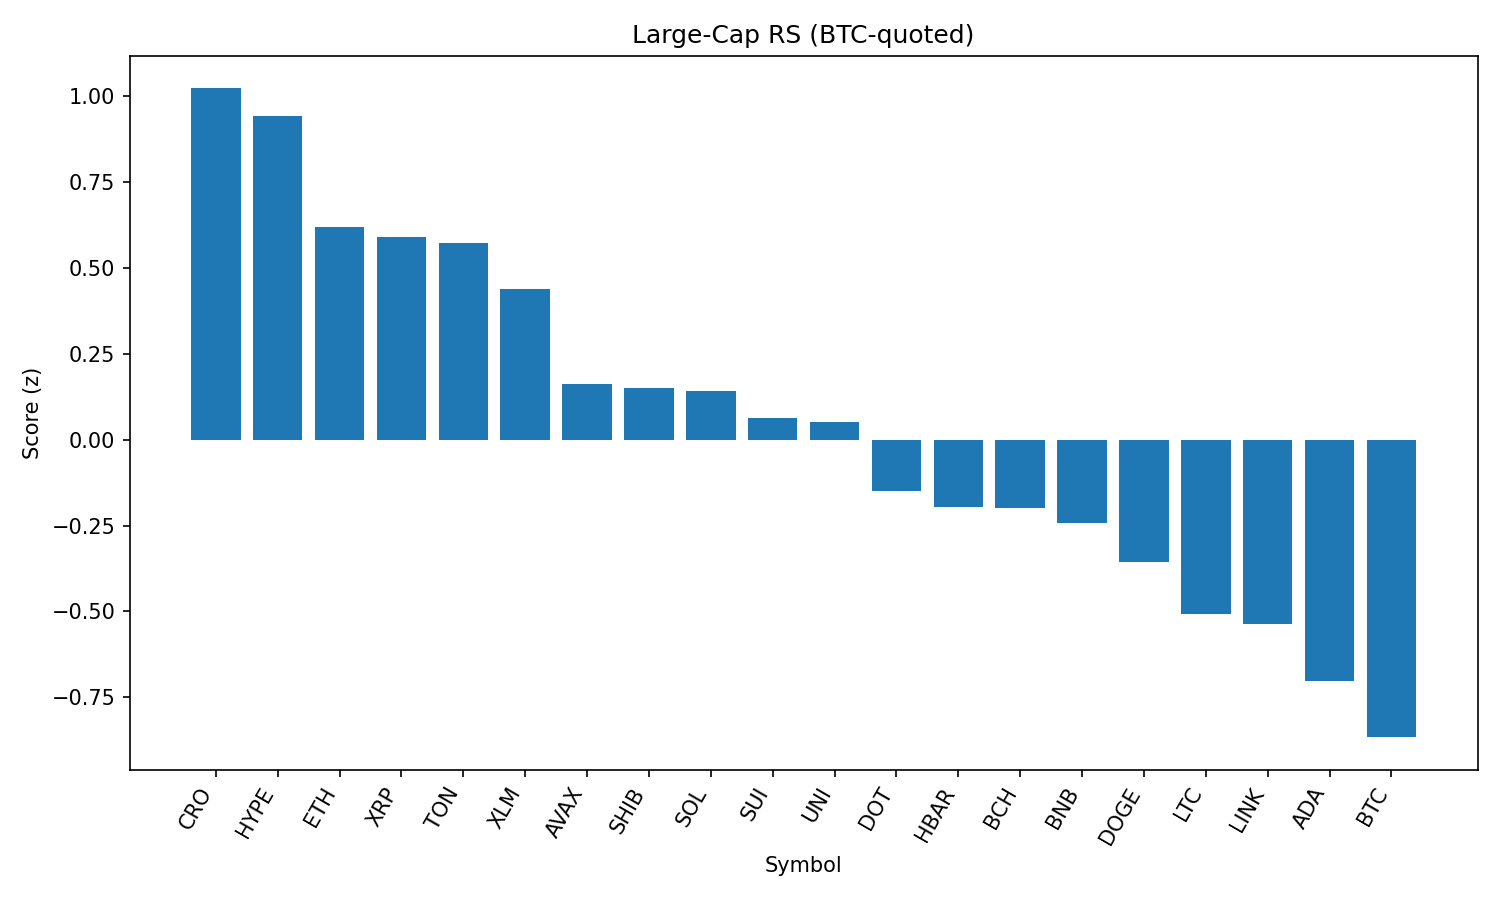 Large-Cap RS (BTC-quoted)
Score (z)
1.00
0.75
0.50
0.25
0.00
−0.25
−0.50
−0.75
CRO
HYPE
ETH
XRP
TON
XLM
AVAX
SHIB
SOL
SUI
UNI
DOT
HBAR
BCH
BNB
DOGE
LTC
LINK
ADA
BTC
Symbol